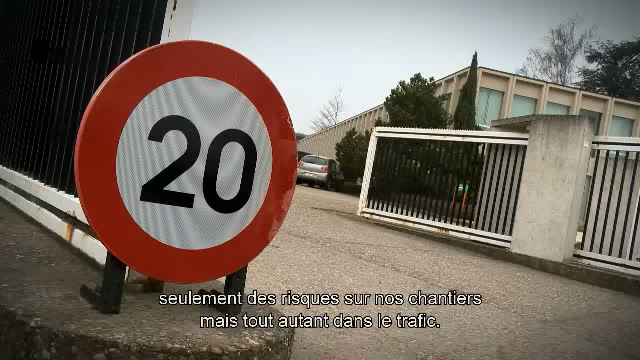 20
seulement des risques sur nos chantiers
mais tout autant dans le trafic.